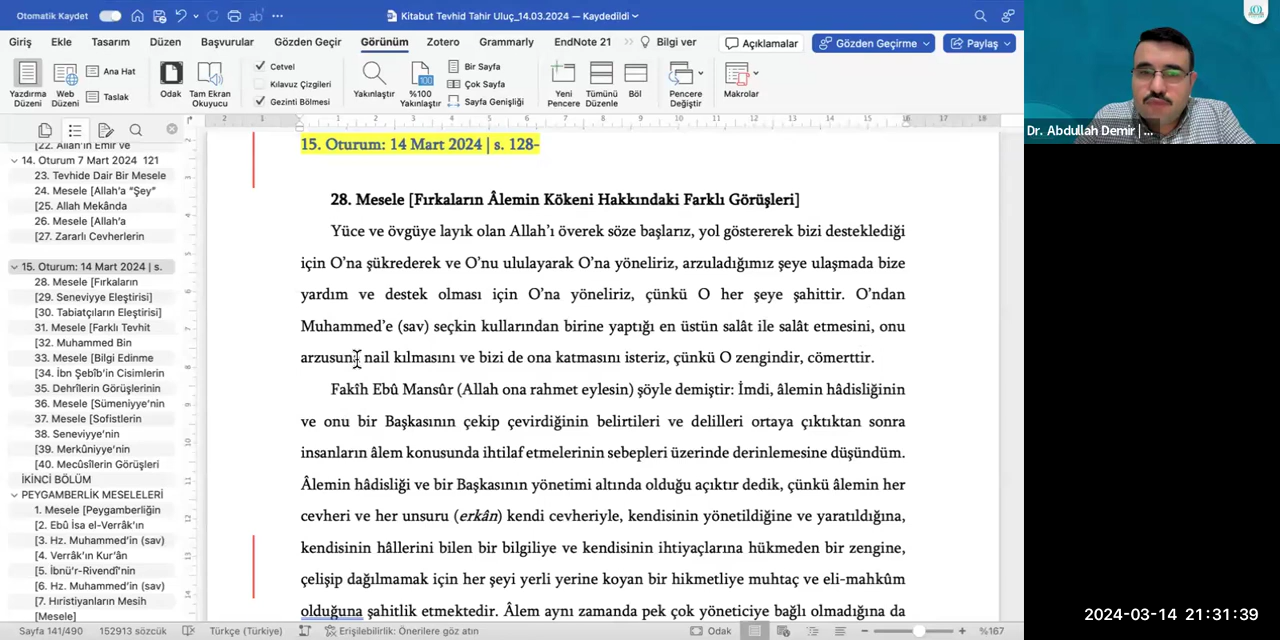 Otomatik Kaydet
Kitabut Tevhid Tahir Uluç_14.03.2024 — Kaydedildi
Giriş Ekle Tasarım Düzen Başvurular Gözden Geçir Görünüm Zotero Grammarly EndNote 21 Bilgi ver Açıklamalar Gözden Geçirme Paylaş
Yazdırma Düzeni
Web Düzeni
Ana Hat
Taslak
Odak
Tam Ekran Okuyucu
Cetvel
Kılavuz Çizgileri
Gezinti Bölmesi
Yakınlaştır
%100 Yakınlaştır
Bir Sayfa
Çok Sayfa
Sayfa Genişliği
Yeni Pencere
Tümünü Düzenle
Böl
Pencere Değiştir
Makrolar
[22. Allah'ın Emir ve
14. Oturum 7 Mart 2024 121
23. Tevhide Dair Bir Mesele
24. Mesele [Allah'a "Şey"
[25. Allah Mekânda
26. Mesele [Allah'a
[27. Zararlı Cevherlerin
15. Oturum: 14 Mart 2024 | s.
28. Mesele [Fırkaların
[29. Seneviyye Eleştirisi]
[30. Tabiatçıların Eleştirisi]
31. Mesele [Farklı Tevhit
[32. Muhammed Bin
33. Mesele [Bilgi Edinme
[34. İbn Şebîb'in Cisimlerin
35. Dehrîlerin Görüşlerinin
36. Mesele [Sümeniyye'nin
37. Mesele [Sofistlerin
38. Seneviyye'nin
[39. Merkûniyye'nin
[40. Mecûsîlerin Görüşleri
İKİNCİ BÖLÜM
PEYGAMBERLİK MESELELERİ
1. Mesele [Peygamberliğin
[2. Ebû İsa el-Verrâk'ın
[3. Hz. Muhammed'in (sav)
[4. Verrâk'ın Kur'ân
[5. İbnü'r-Rivendî'nin
[6. Hz. Muhammed'in (sav)
[7. Hıristiyanların Mesih
[Mesele]
15. Oturum: 14 Mart 2024 | s. 128-
28. Mesele [Fırkaların Âlemin Kökeni Hakkındaki Farklı Görüşleri]
Yüce ve övgüye layık olan Allah'ı överek söze başlarız, yol göstererek bizi desteklediği
için O'na şükrederek ve O'nu ululayarak O'na yöneliriz, arzuladığımız şeye ulaşmada bize
yardım ve destek olması için O'na yöneliriz, çünkü O her şeye şahittir. O'ndan
Muhammed'e (sav) seçkin kullarından birine yaptığı en üstün salât ile salât etmesini, onu
arzusuna nail kılmasını ve bizi de ona katmasını isteriz, çünkü O zengindir, cömerttir.
Fakîh Ebû Mansûr (Allah ona rahmet eylesin) şöyle demiştir: İmdi, âlemin hâdisliğinin
ve onu bir Başkasının çekip çevirdiğinin belirtileri ve delilleri ortaya çıktıktan sonra
insanların âlem konusunda ihtilaf etmelerinin sebepleri üzerinde derinlemesine düşündüm.
Âlemin hâdisliği ve bir Başkasının yönetimi altında olduğu açıktır dedik, çünkü âlemin her
cevheri ve her unsuru (erkân) kendi cevheriyle, kendisinin yönetildiğine ve yaratıldığına,
kendisinin hâllerini bilen bir bilgiliye ve kendisinin ihtiyaçlarına hükmeden bir zengine,
çelişip dağılmamak için her şeyi yerli yerine koyan bir hikmetliye muhtaç ve eli-mahkûm
olduğuna şahitlik etmektedir. Âlem aynı zamanda pek çok yöneticiye bağlı olmadığına da
Sayfa 141/490 152913 sözcük Türkçe (Türkiye) Erişilebilirlik: Önerilere göz atın Odak %167
Dr. Abdullah Demir | ...
2024-03-14 21:31:39